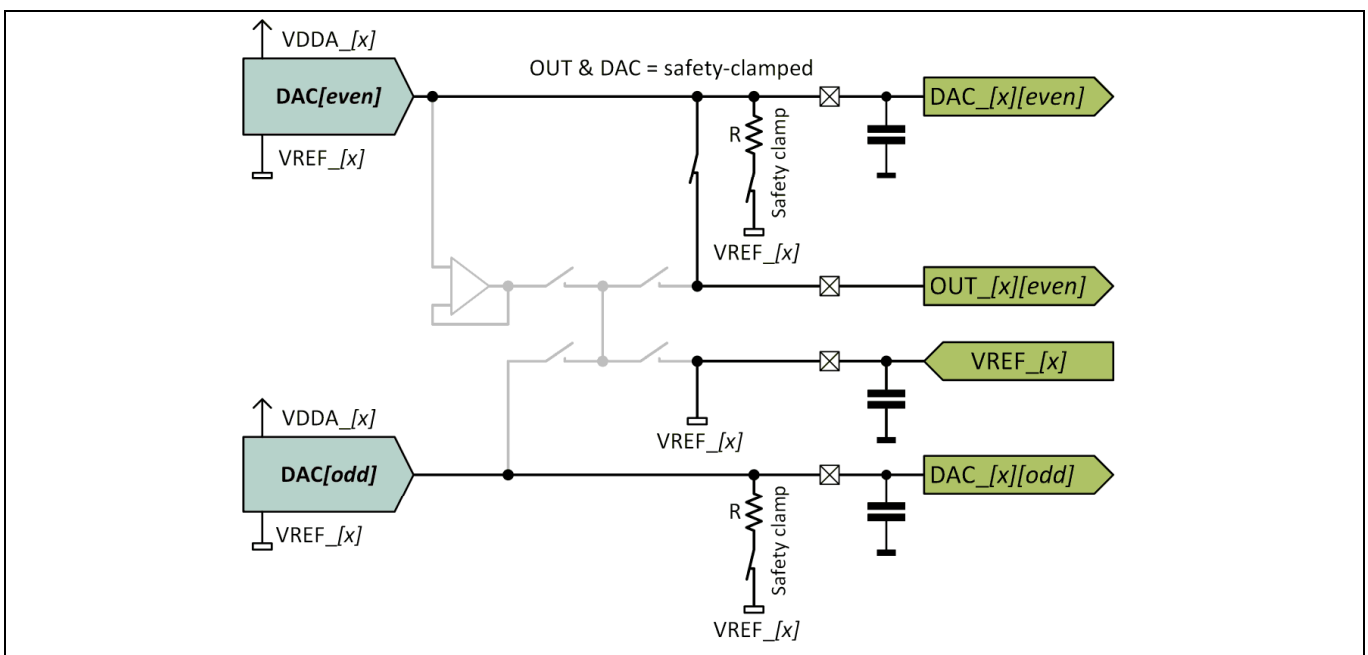 VDDA_[x]
OUT & DAC = safety-clamped
DAC[even]
DAC_[x][even]
R
Safety clamp
VREF_[x]
VREF_[x]
OUT_[x][even]
VREF_[x]
VDDA_[x]
VREF_[x]
DAC[odd]
DAC_[x][odd]
R
Safety clamp
VREF_[x]
VREF_[x]